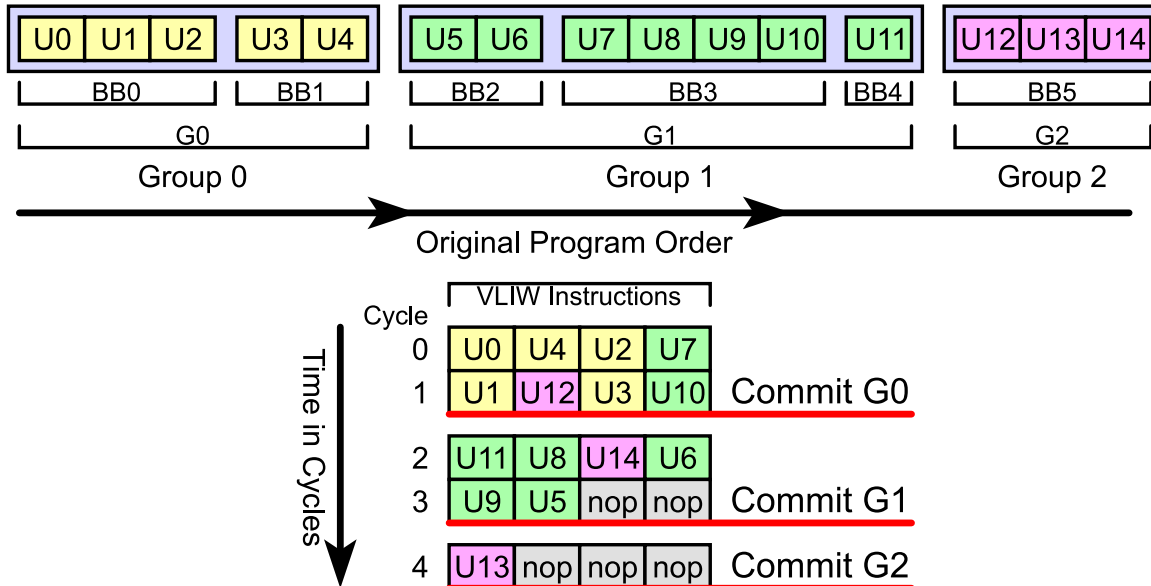 U0 U1 U2 U3 U4 U5 U6 U7 U8 U9 U10 U11 U12 U13 U14
BB0 BB1 BB2 BB3 BB4 BB5
G0 G1 G2
Group 0 Group 1 Group 2
Original Program Order
VLIW Instructions
Cycle
Time in Cycles
0 U0 U4 U2 U7
1 U1 U12 U3 U10 Commit G0
2 U11 U8 U14 U6
3 U9 U5 nop nop Commit G1
4 U13 nop nop nop Commit G2